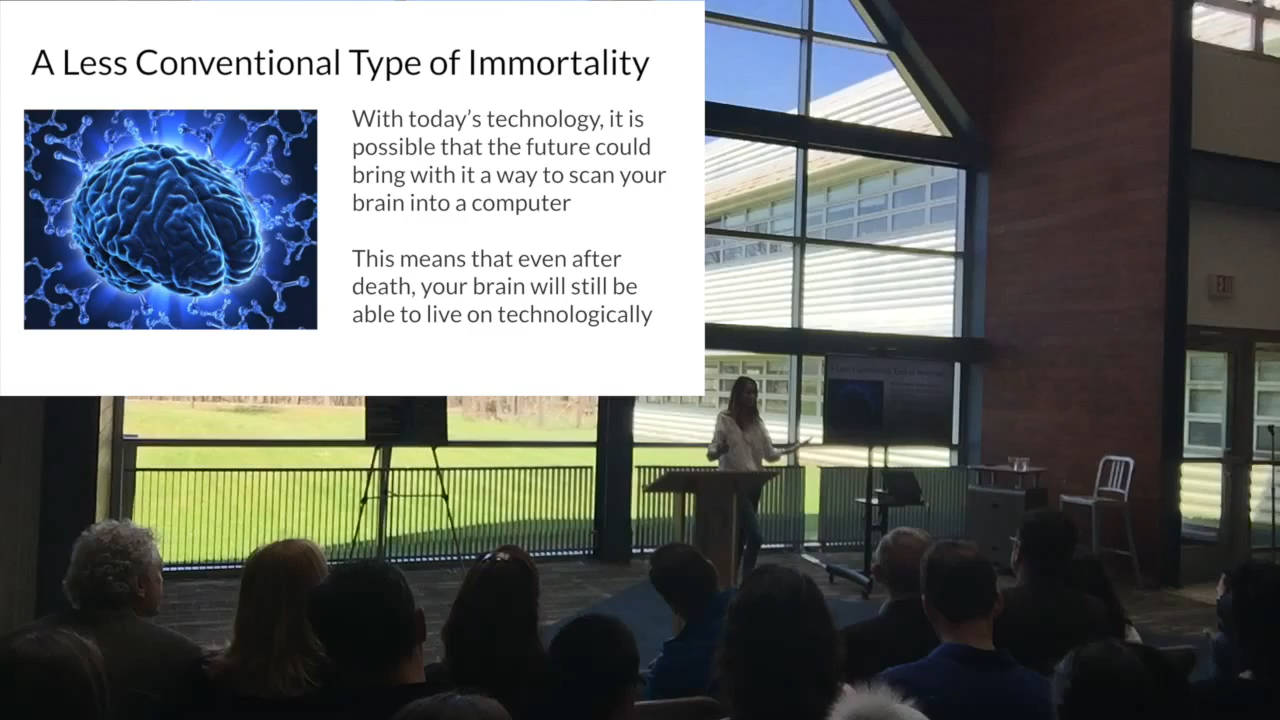 A Less Conventional Type of Immortality
With today's technology, it is
possible that the future could
bring with it a way to scan your
brain into a computer
This means that even after
death, your brain will still be
able to live on technologically